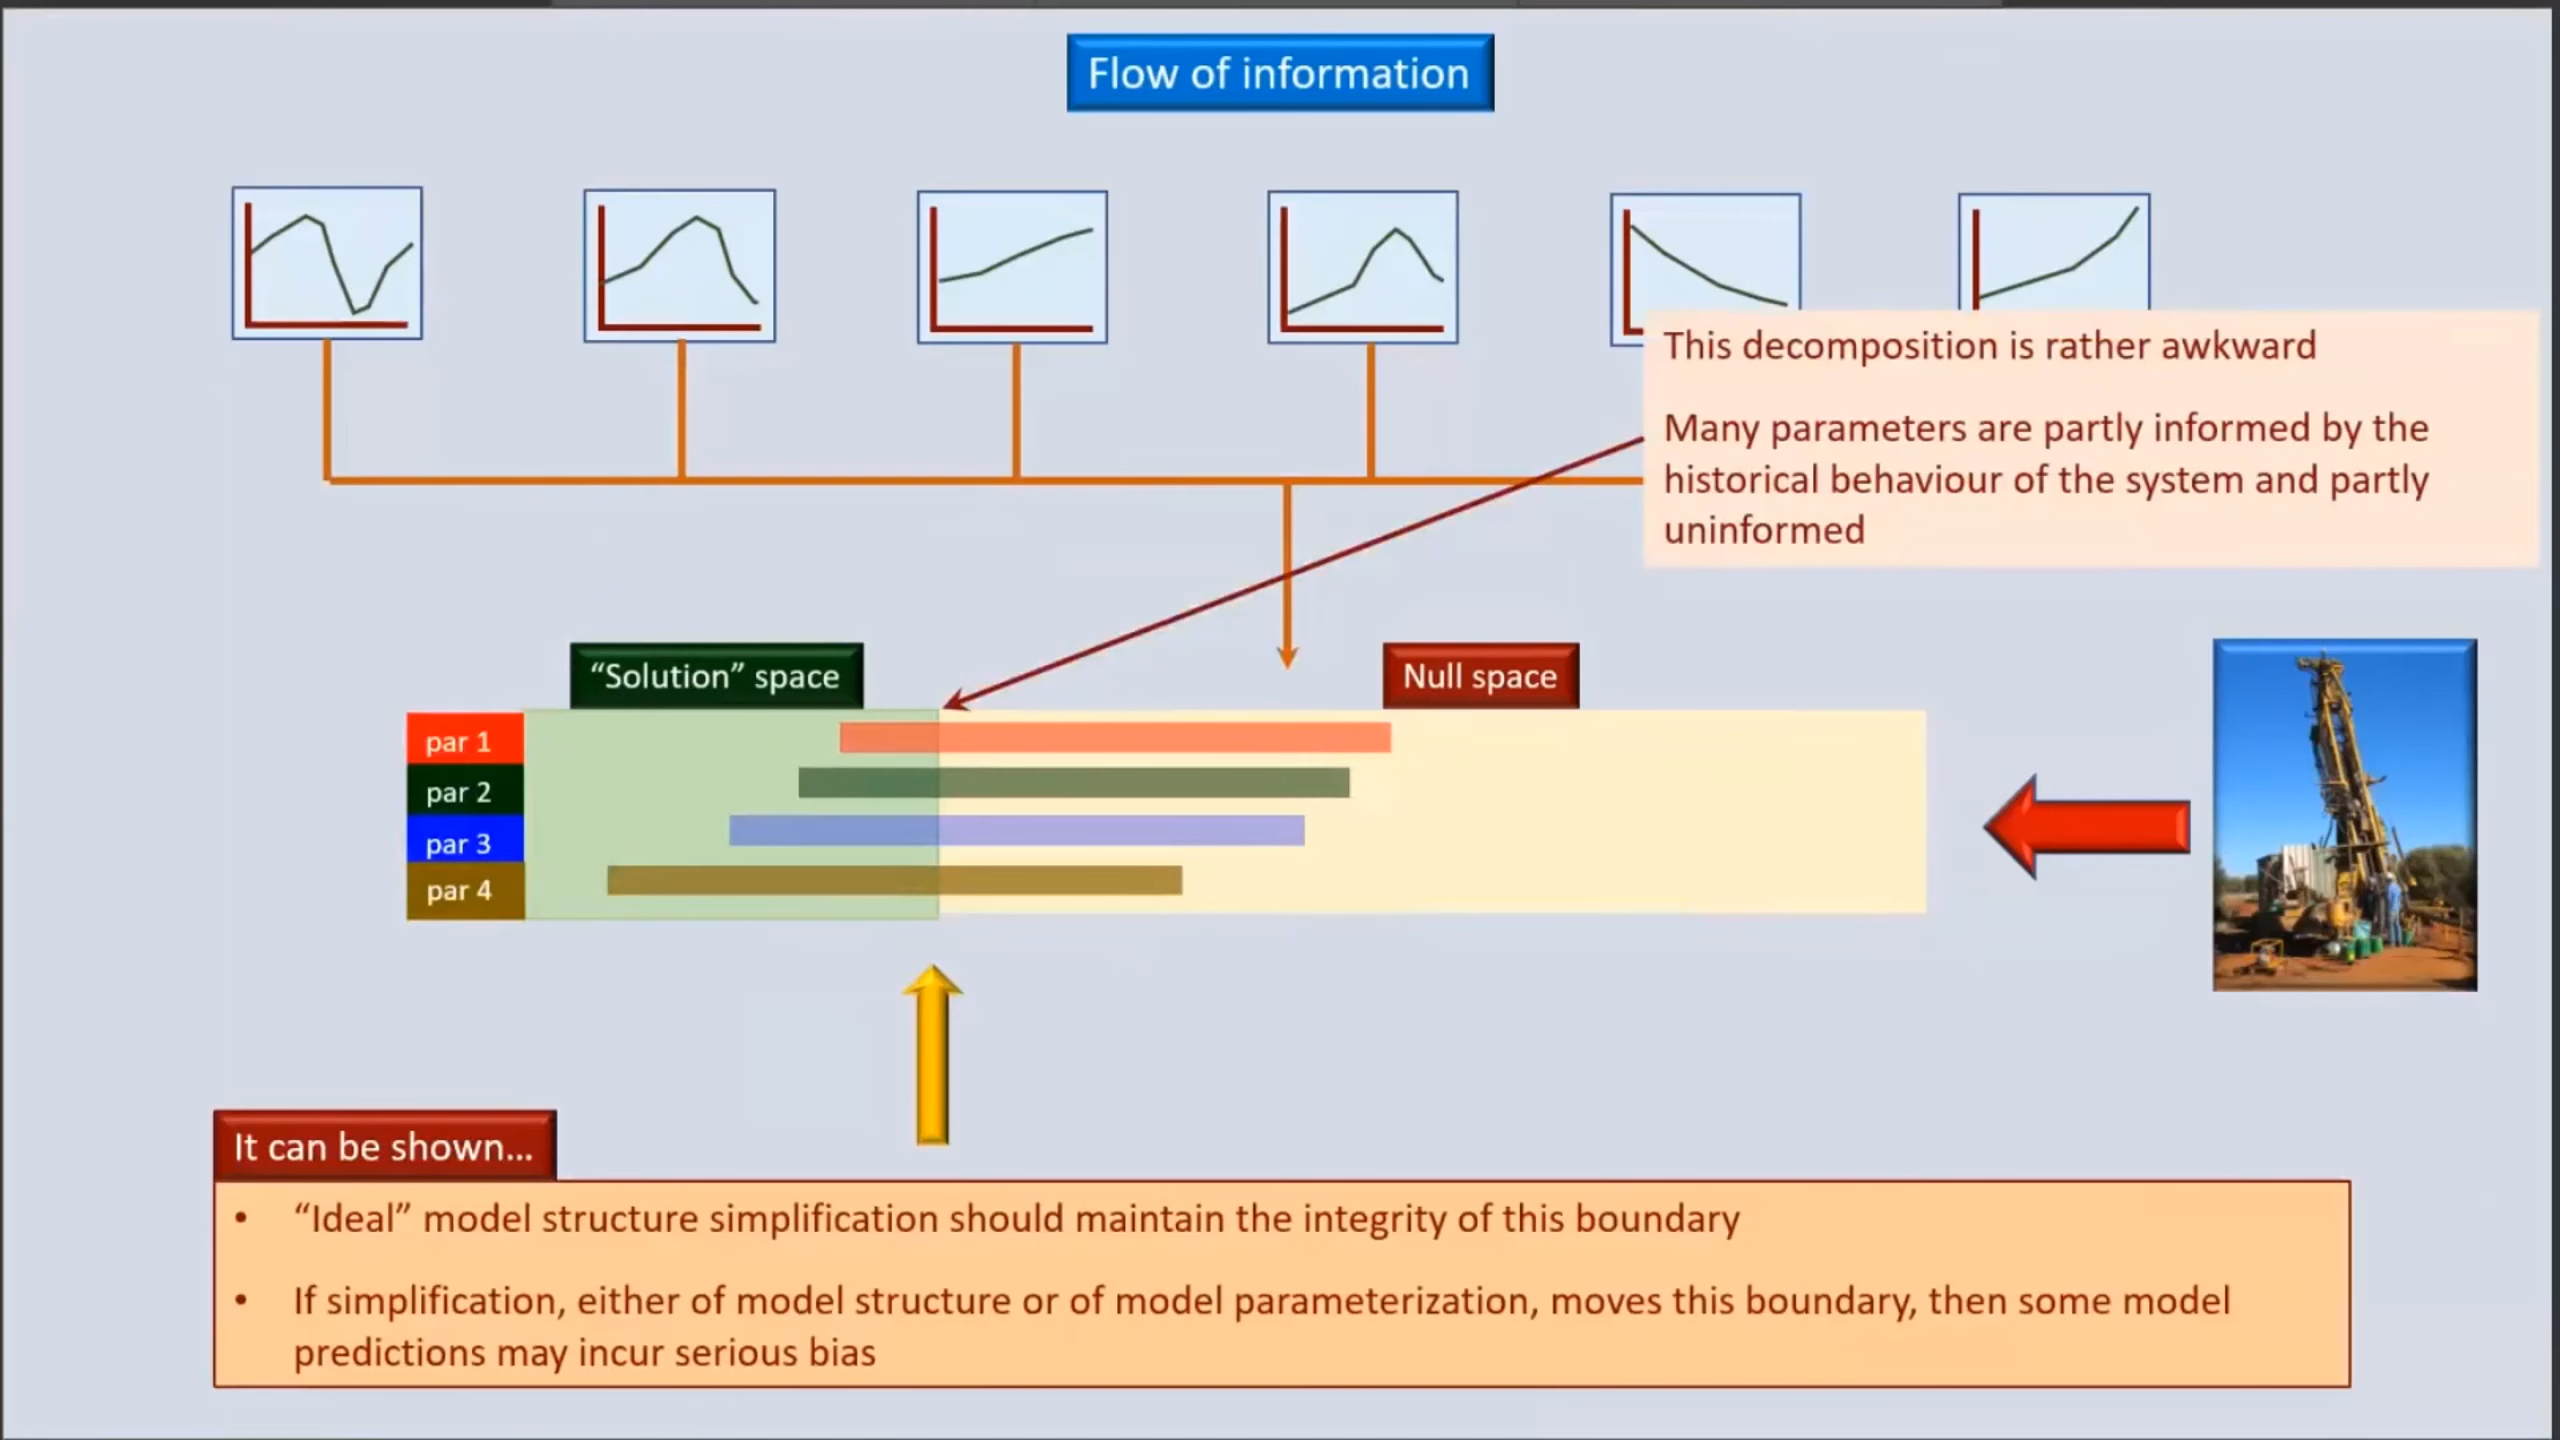 Flow of information
This decomposition is rather awkward
Many parameters are partly informed by the
historical behaviour of the system and partly
uninformed
“Solution” space
Null space
par 1
par 2
par 3
par 4
It can be shown...
• “Ideal” model structure simplification should maintain the integrity of this boundary
• If simplification, either of model structure or of model parameterization, moves this boundary, then some model
predictions may incur serious bias